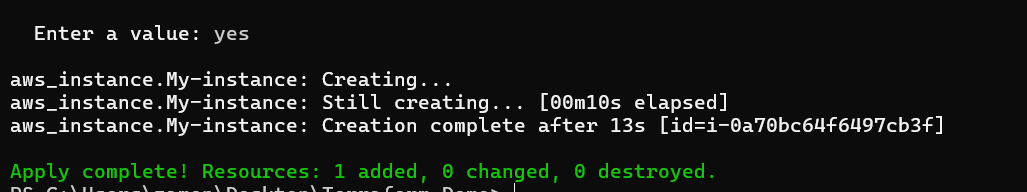 Enter a value: yes
aws_instance.My-instance: Creating...
aws_instance.My-instance: Still creating... [00m10s elapsed]
aws_instance.My-instance: Creation complete after 13s [id=i-0a70bc64f6497cb3f]
Apply complete! Resources: 1 added, 0 changed, 0 destroyed.